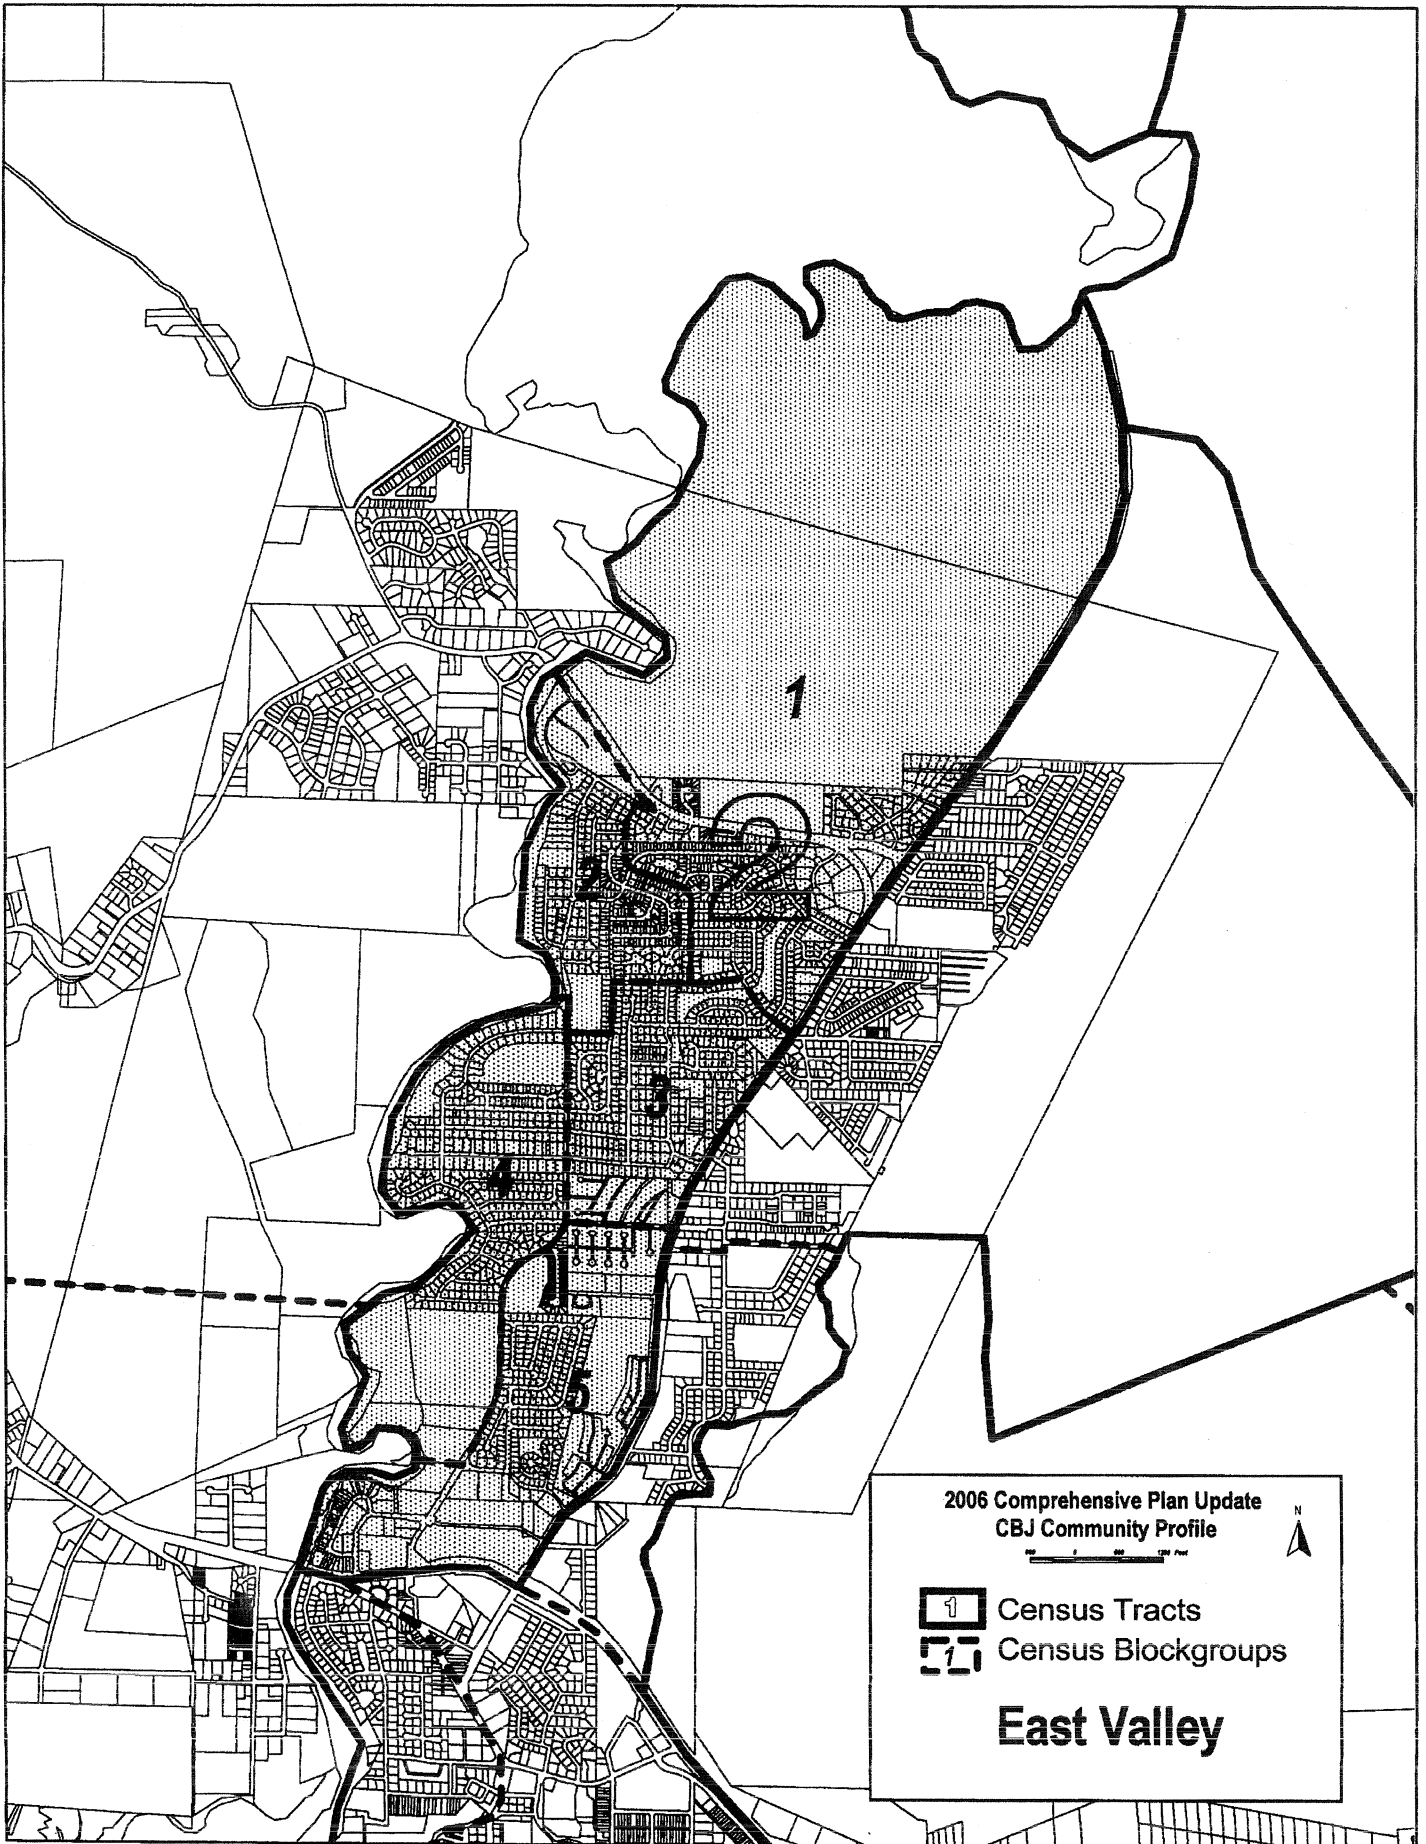 1
2
2
3
4
5
2006 Comprehensive Plan Update
CBJ Community Profile
N
1 Census Tracts
1 Census Blockgroups
East Valley